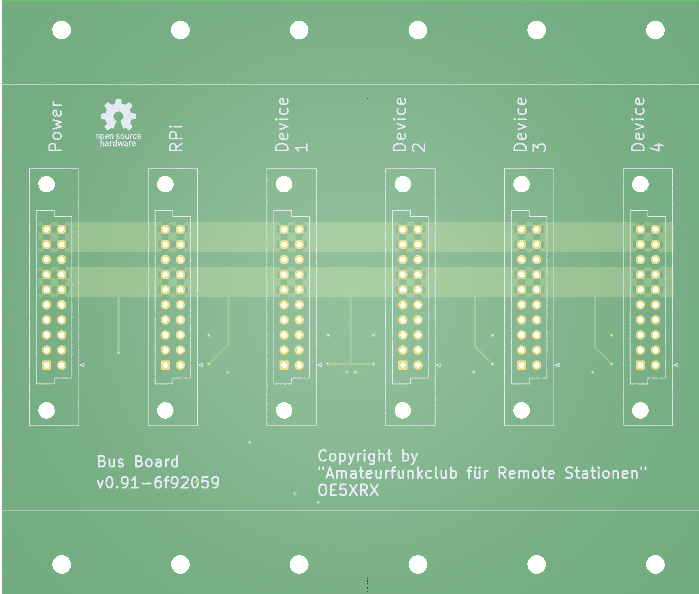 Power
open source
hardware
RPi
Device
1
Device
2
Device
3
Device
4
Bus Board
v0.91-6f92059
Copyright by
"Amateurfunkclub für Remote Stationen"
OE5XRX